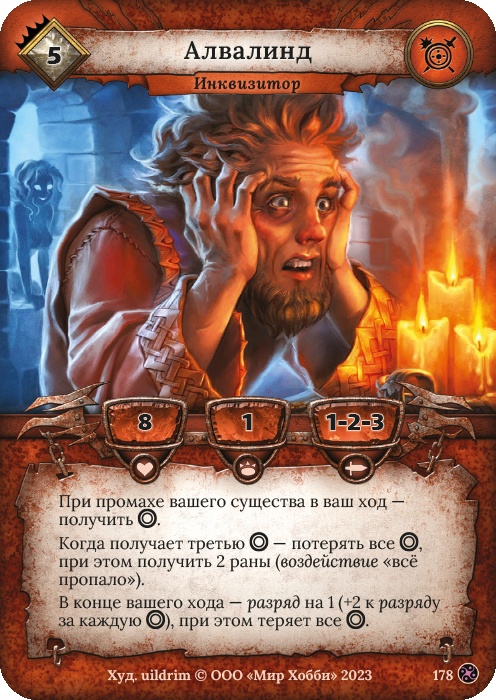 5
Алвалинд
Инквизитор
8
1
1-2-3
При промахе вашего существа в ваш ход —
получить .
Когда получает третью — потерять все ,
при этом получить 2 раны (воздействие «всё
пропало»).
В конце вашего хода — разряд на 1 (+2 к разряду
за каждую ), при этом теряет все .
Худ. uildrim © ООО «Мир Хобби» 2023
178